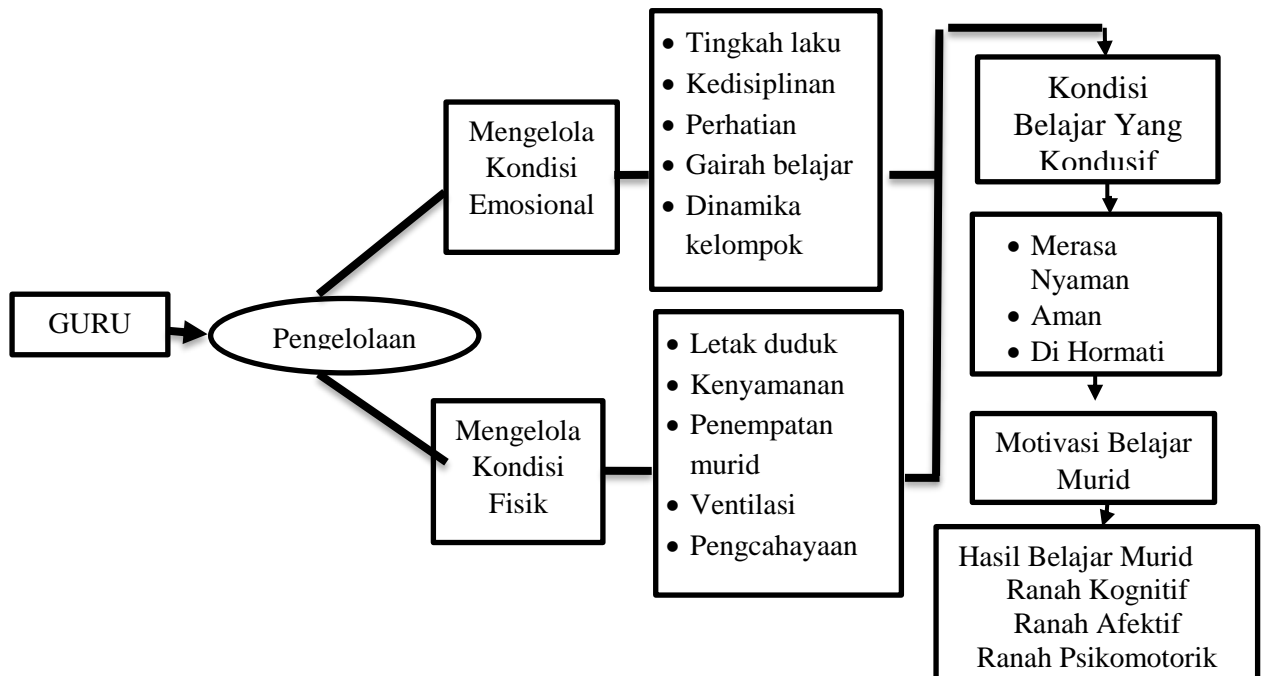 GURU
Pengelolaan
Mengelola
Kondisi
Emosional
• Tingkah laku
• Kedisiplinan
• Perhatian
• Gairah belajar
• Dinamika
kelompok
Mengelola
Kondisi
Fisik
• Letak duduk
• Kenyamanan
• Penempatan
murid
• Ventilasi
• Pengcahayaan
Kondisi
Belajar Yang
Kondusif
• Merasa
Nyaman
• Aman
• Di Hormati
Motivasi Belajar
Murid
Hasil Belajar Murid
Ranah Kognitif
Ranah Afektif
Ranah Psikomotorik